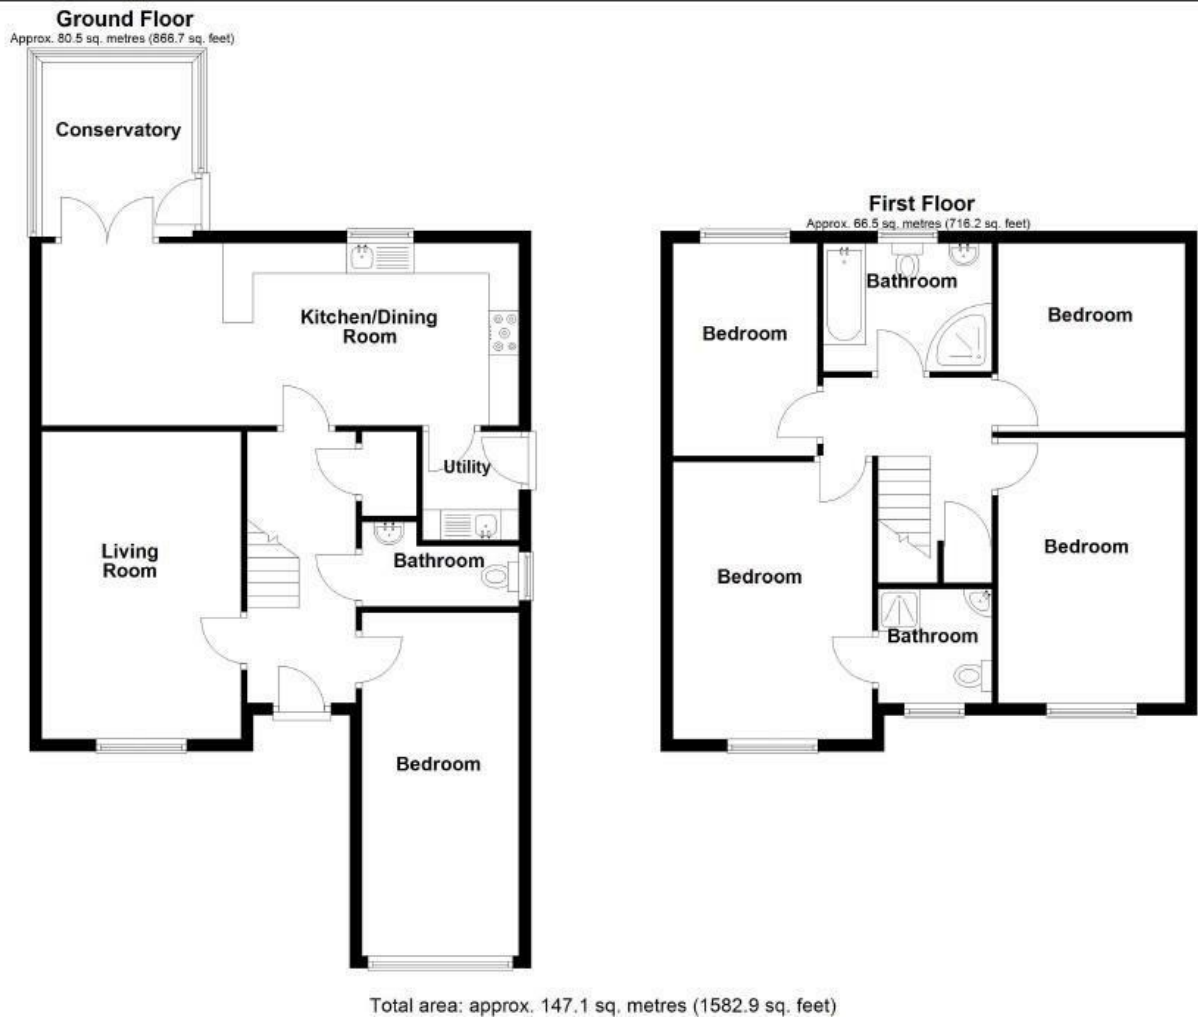 Ground Floor
Approx. 80.5 sq. metres (866.7 sq. feet)
Conservatory
Kitchen/Dining
Room
Utility
Living
Room
Bathroom
Bedroom
First Floor
Approx. 66.5 sq. metres (716.2 sq. feet)
Bathroom
Bedroom
Bedroom
Bedroom
Bedroom
Bathroom
Total area: approx. 147.1 sq. metres (1582.9 sq. feet)